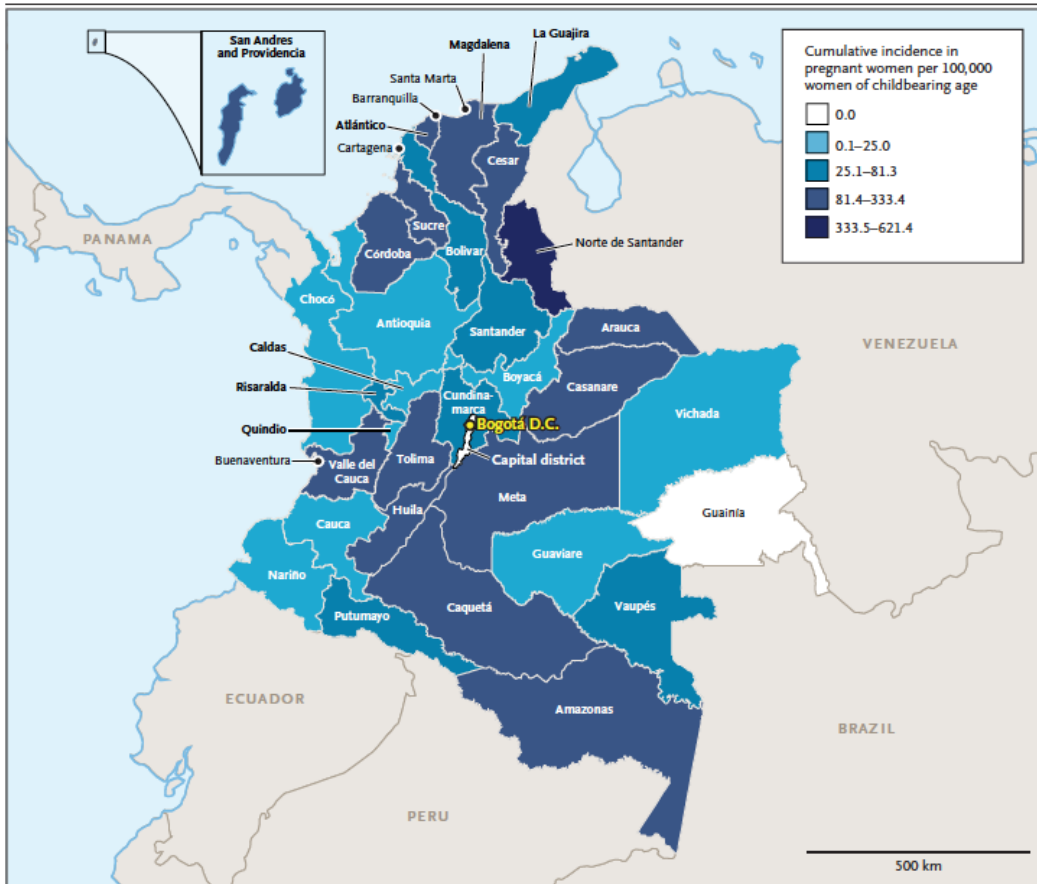 San Andres
and Providencia
Magdalena
La Guajira
Santa Marta
Barranquilla
Atlántico
Cartagena
Cesar
Sucre
Córdoba
Bolivar
Norte de Santander
PANAMA
Chocó
Antioquia
Santander
Arauca
VENEZUELA
Caldas
Boyacá
Casanare
Risaralda
Cundina-
marca
Vichada
Quindio
Bogotá D.C.
Buenaventura
Valle del
Cauca
Tolima
Capital district
Meta
Huila
Guainía
Cauca
Guaviare
Nariño
Caquetá
Vaupés
Putumayo
ECUADOR
Amazonas
BRAZIL
PERU
500 km
Cumulative incidence in
pregnant women per 100,000
women of childbearing age
0.0
0.1–25.0
25.1–81.3
81.4–333.4
333.5–621.4